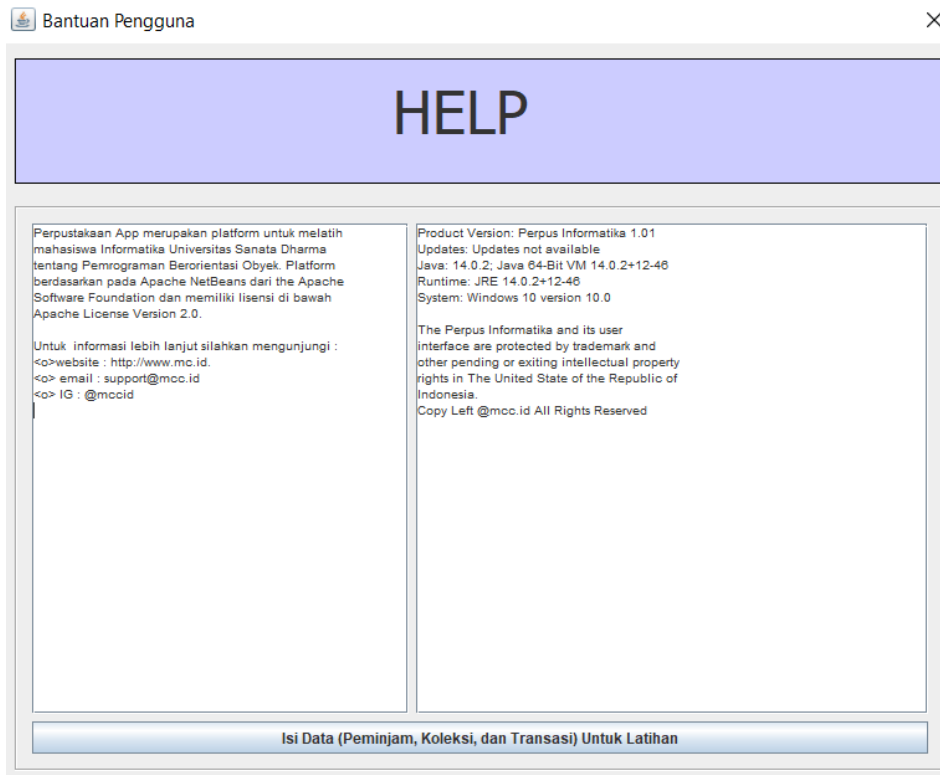 Bantuan Pengguna
HELP
Perpustakaan App merupakan platform untuk melatih
mahasiswa Informatika Universitas Sanata Dharma
tentang Pemrograman Berorientasi Obyek. Platform
berdasarkan pada Apache NetBeans dari the Apache
Software Foundation dan memiliki lisensi di bawah
Apache License Version 2.0.
Untuk  informasi lebih lanjut silahkan mengunjungi :
<o>website : http://www.mc.id.
<o> email : support@mcc.id
<o> IG : @mccid
Product Version: Perpus Informatika 1.01
Updates: Updates not available
Java: 14.0.2; Java 64-Bit VM 14.0.2+12-46
Runtime: JRE 14.0.2+12-46
System: Windows 10 version 10.0
The Perpus Informatika and its user
interface are protected by trademark and
other pending or exiting intellectual property
rights in The United State of the Republic of
Indonesia.
Copy Left @mcc.id All Rights Reserved
Isi Data (Peminjam, Koleksi, dan Transasi) Untuk Latihan